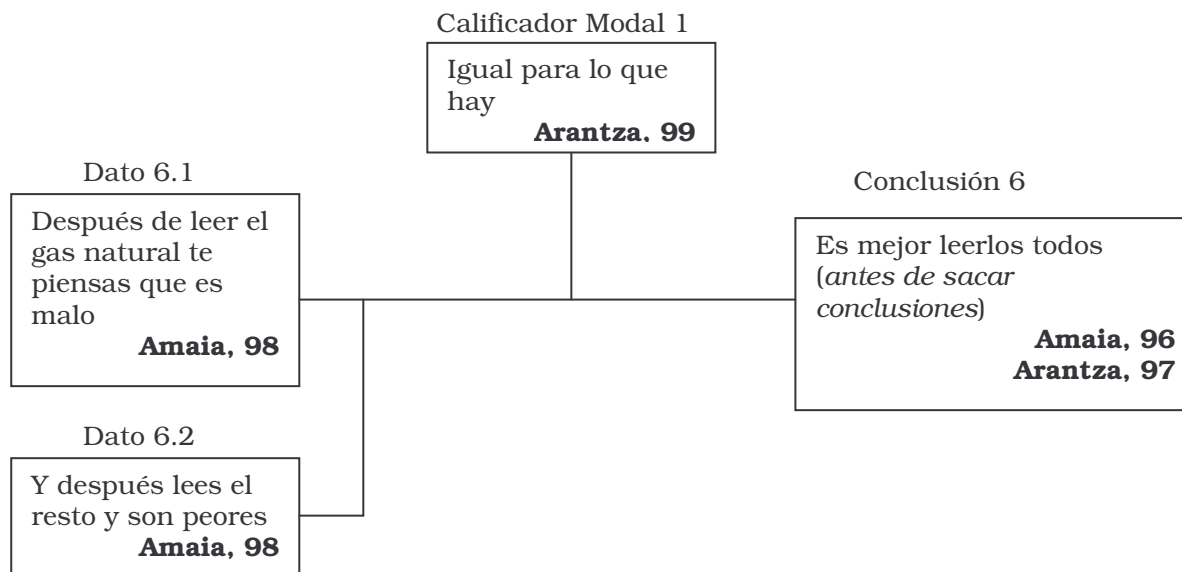 Calificador Modal 1
Igual para lo que
hay
Arantza. 99
Dato 6.1
Después de leer el
gas natural te
piensas que es
malo
Amaia, 98
Conclusión 6
Es mejor leerlos todos
(antes de sacar
conclusiones)
Amaia, 96
Arantza, 97
Dato 6.2
Y después lees el
resto y son peores
Amaia, 98